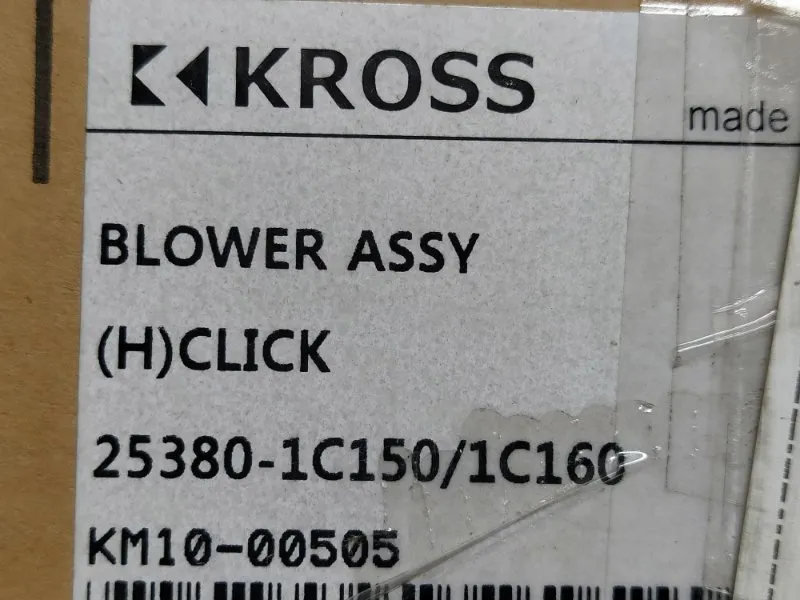 KROSS
made
BLOWER ASSY
(H)CLICK
25380-1C150/1C160
KM10-00505